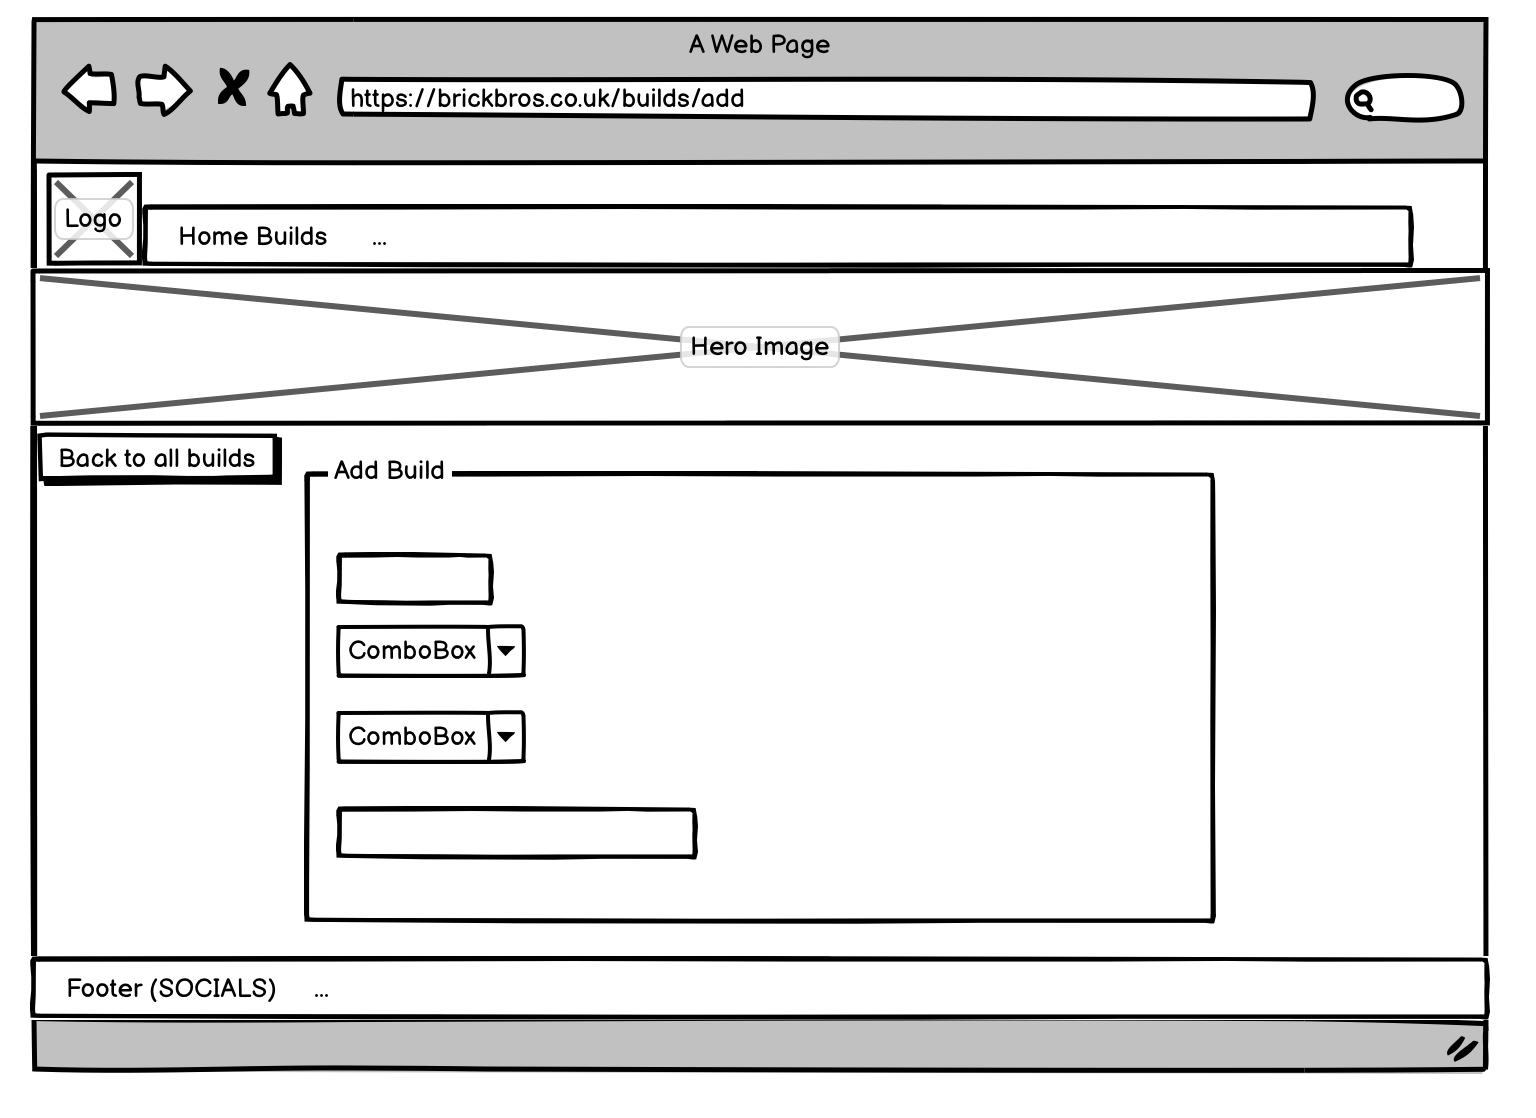 A Web Page
https://brickbros.co.uk/builds/add
Logo
Home Builds ...
Hero Image
Back to all builds
Add Build
ComboBox
ComboBox
Footer (SOCIALS) ...